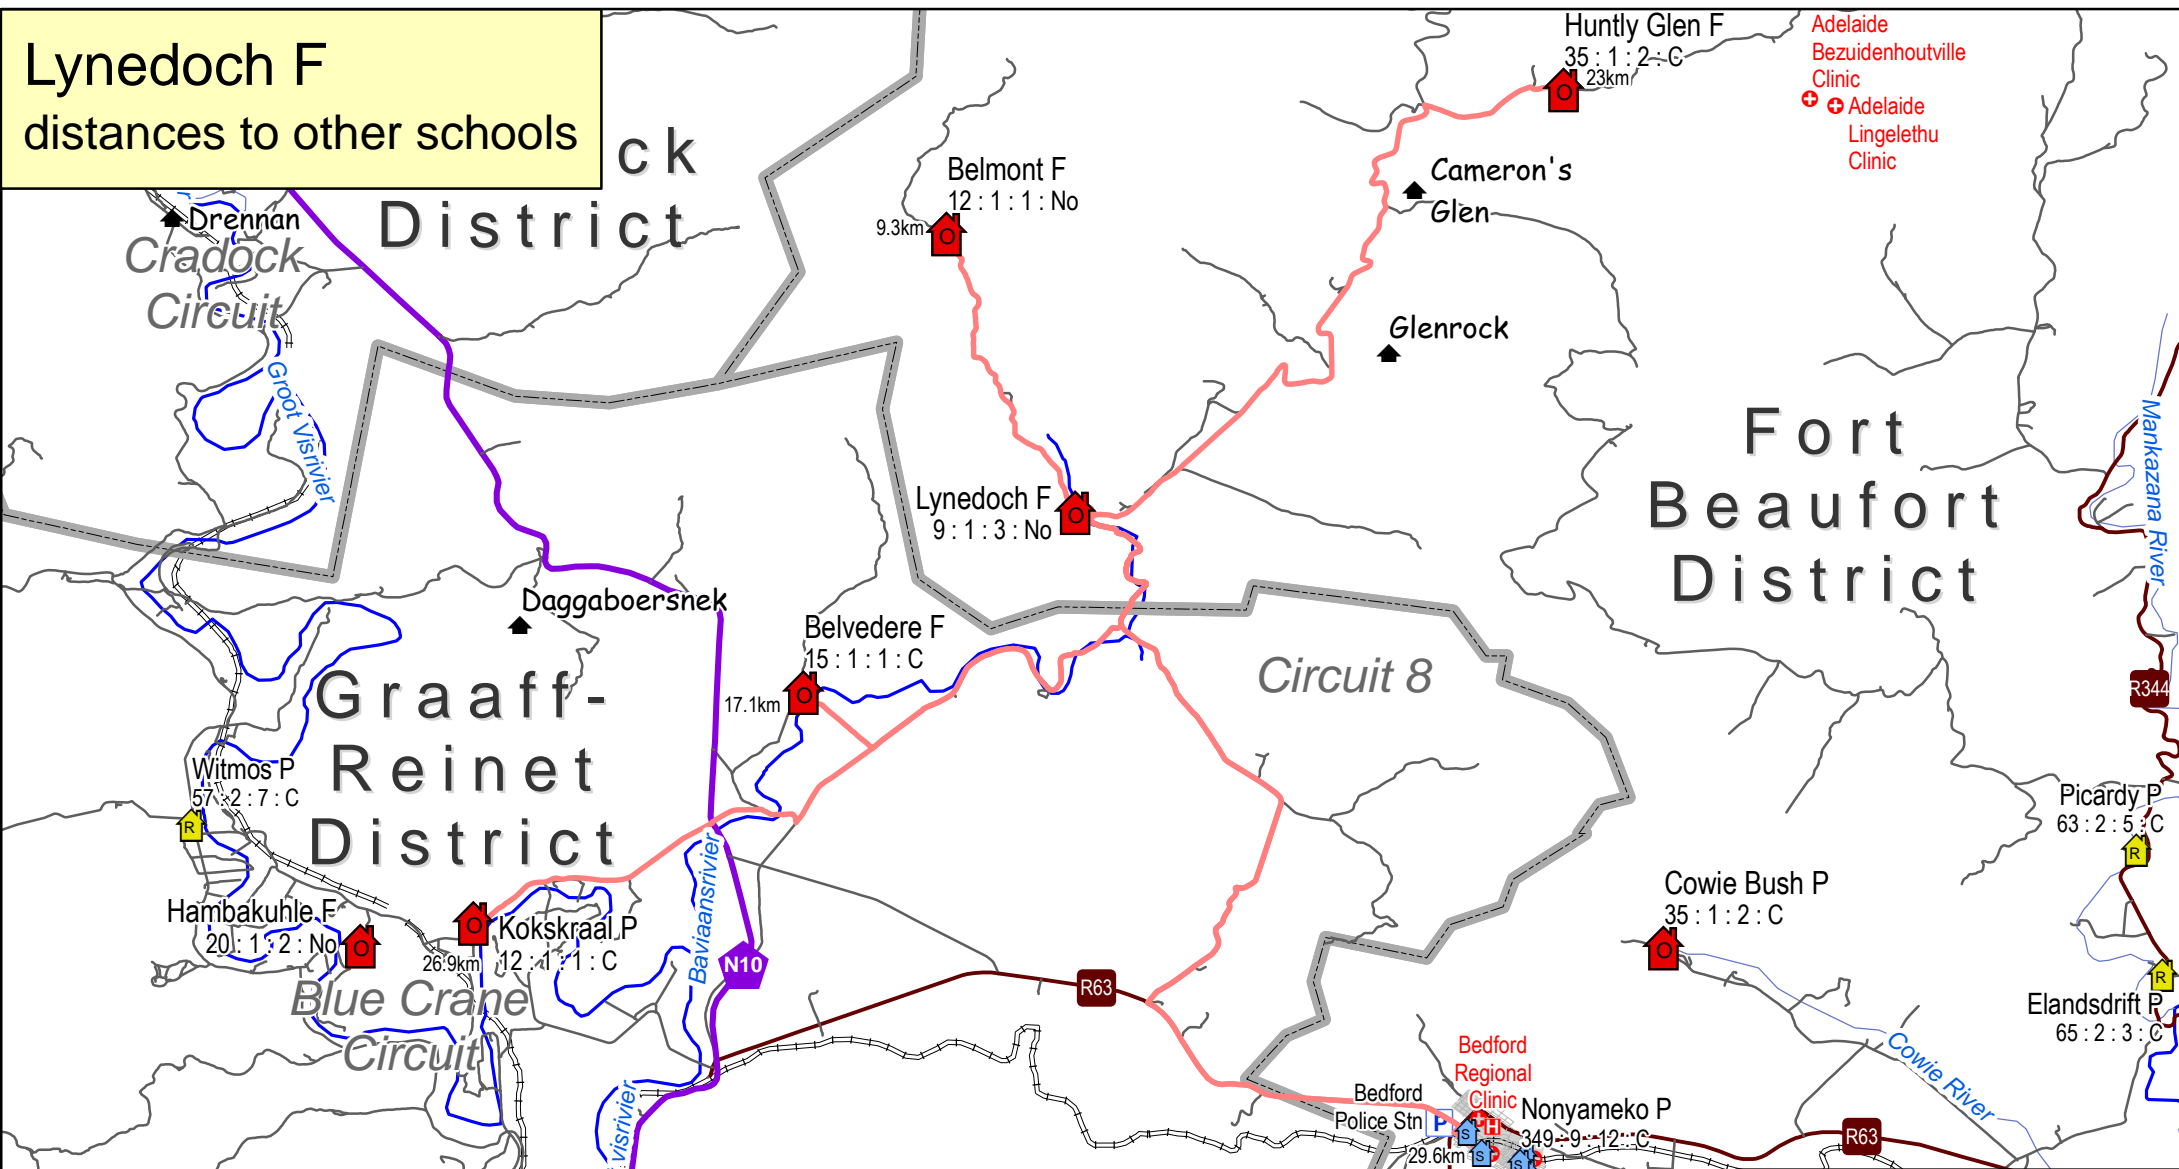 Lynedoch F
distances to other schools
ck
District
Drennan
Cradock
Circuit
Groot Visrivier
Belmont F
12 : 1 : 1 : No
9.3km
Huntly Glen F
35 : 1 : 2 : C
23km
Adelaide
Bezuidenhoutville
Clinic
Adelaide
Lingelethu
Clinic
Cameron's
Glen
Glenrock
Fort
Beaufort
District
Mankazana River
Lynedoch F
9 : 1 : 3 : No
Daggaboersnek
Belvedere F
15 : 1 : 1 : C
17.1km
Circuit 8
R344
Graaff-
Reinet
District
Witmos P
57 : 2 : 7 : C
R
Picardy P
63 : 2 : 5 : C
R
Hambakuhle F
20 : 1 : 2 : No
Kokskraal P
12 : 1 : 1 : C
26.9km
Blue Crane
Circuit
Baviaansrivier
N10
R63
Cowie Bush P
35 : 1 : 2 : C
Elandsdrift P
65 : 2 : 3 : C
R
Cowie River
Bedford
Regional
Clinic
Bedford
Police Stn
P
H
Nonyameko P
349 : 9 : 12 : C
29.6km
S
S
S
R63
visrivier
O
O
O
O
O
O
O